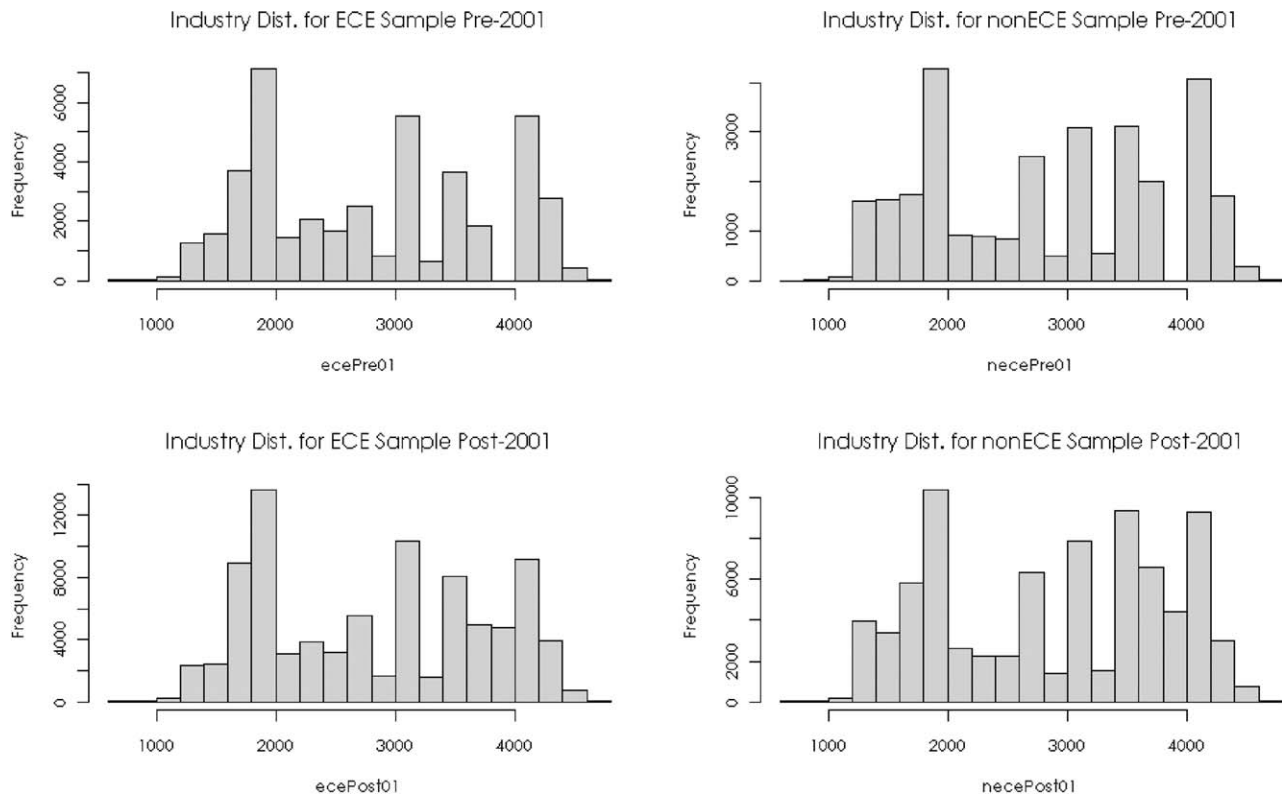 Industry Dist. for ECE Sample Pre-2001
Frequency
0 2000 4000 6000
1000 2000 3000 4000
ecePre01
Industry Dist. for nonECE Sample Pre-2001
Frequency
0 1000 3000
1000 2000 3000 4000
necePre01
Industry Dist. for ECE Sample Post-2001
Frequency
0 4000 8000 12000
1000 2000 3000 4000
ecePost01
Industry Dist. for nonECE Sample Post-2001
Frequency
0 2000 6000 10000
1000 2000 3000 4000
necePost01